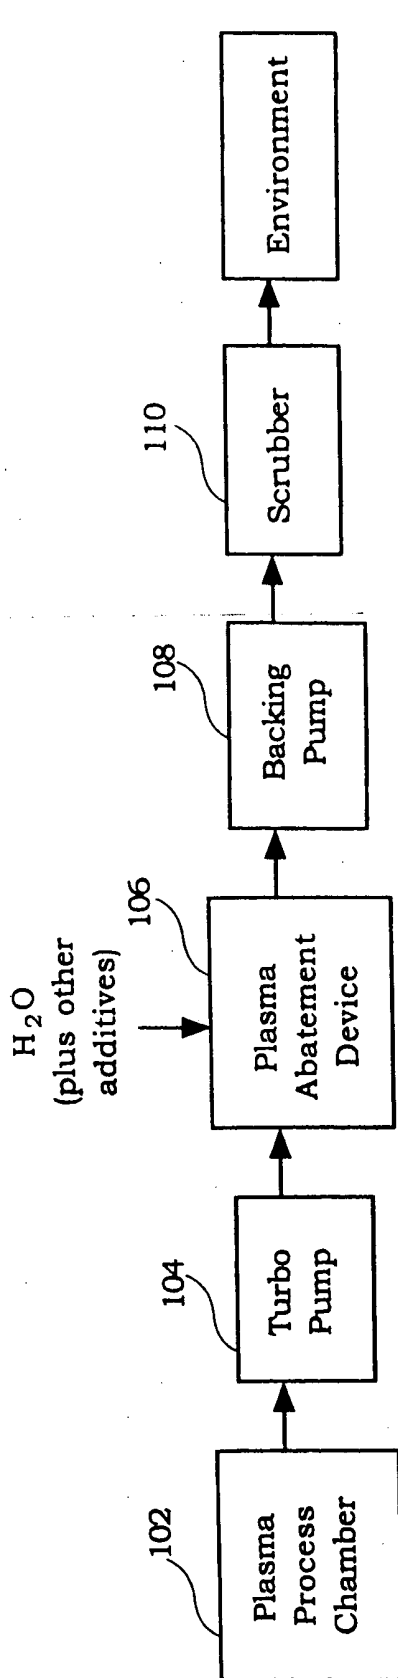 H2O
(plus other
additives)
102
Plasma
Process
Chamber
104
Turbo
Pump
106
Plasma
Abatement
Device
108
Backing
Pump
110
Scrubber
Environment